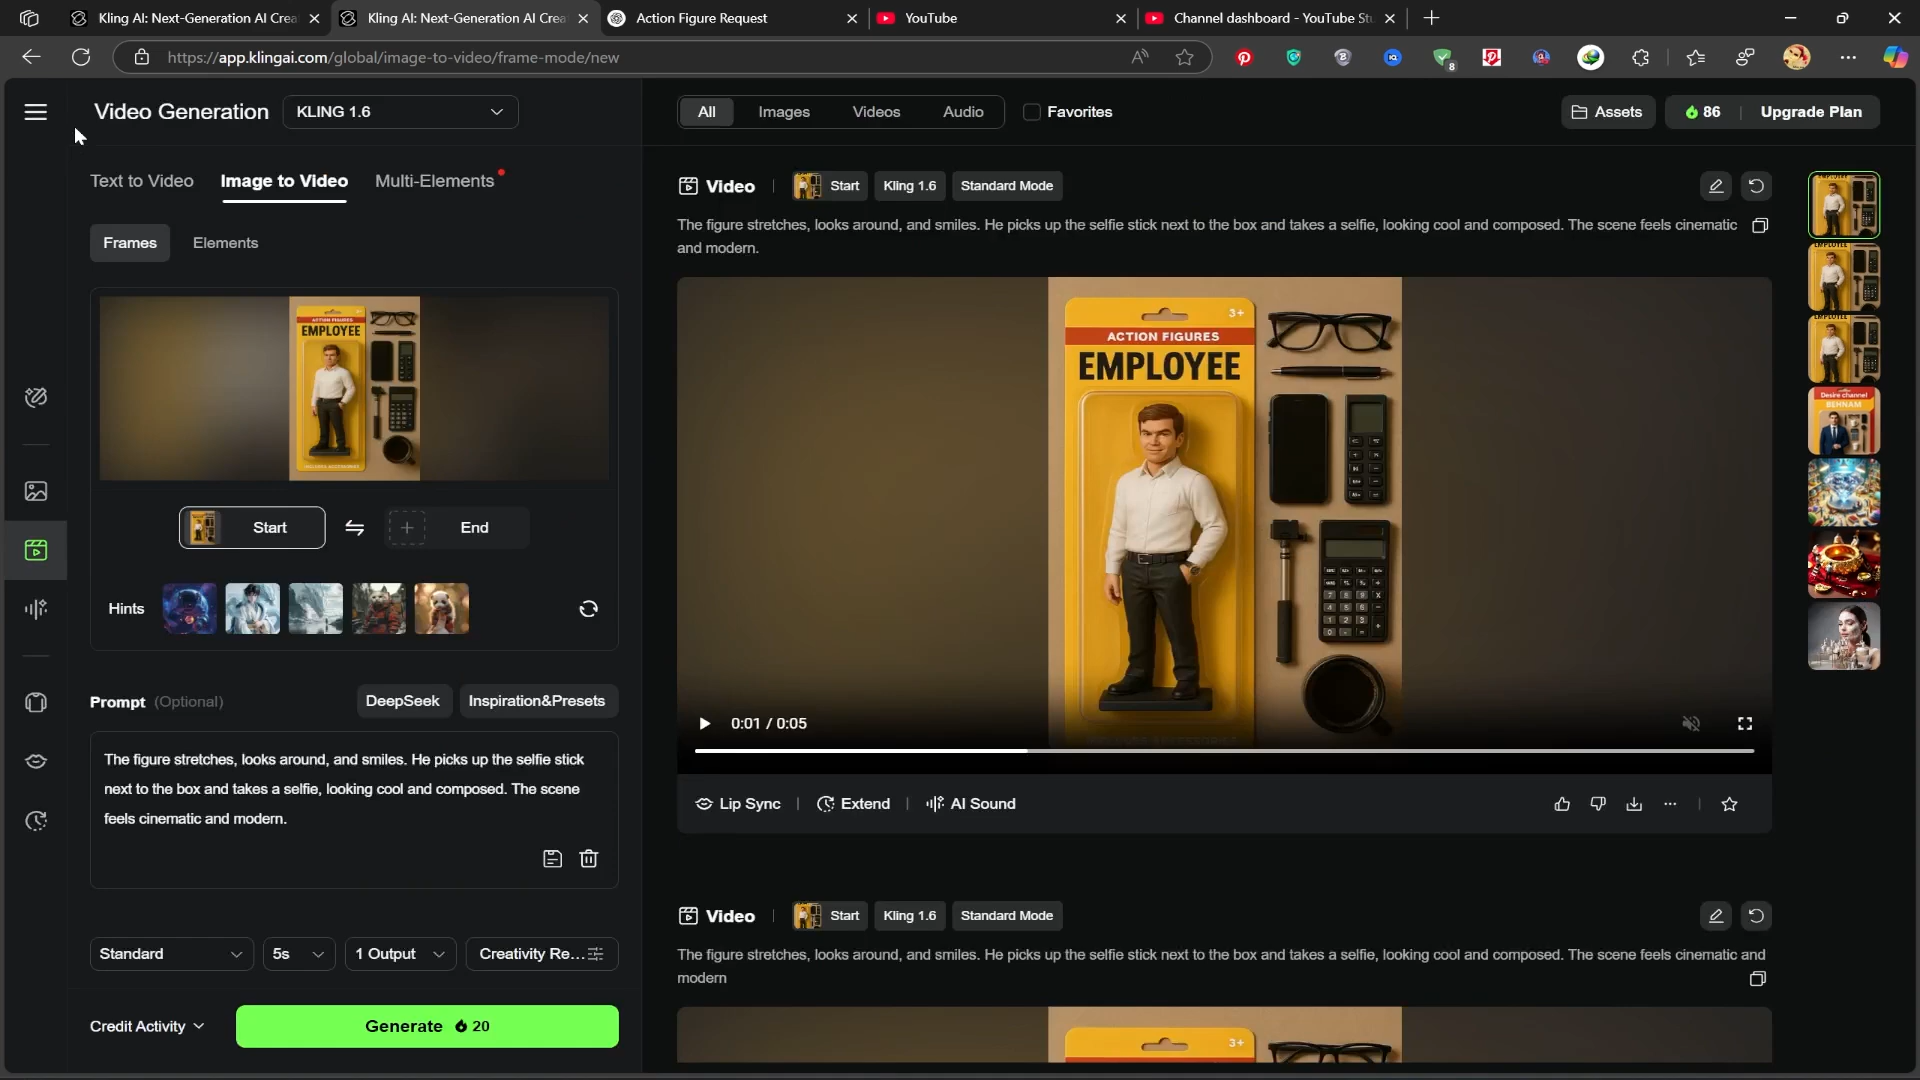 Kling AI: Next-Generation AI Crea
Kling AI: Next-Generation AI Crea
Action Figure Request
YouTube
Channel dashboard - YouTube Stu
https://app.klingai.com/global/image-to-video/frame-mode/new
8
Video Generation
KLING 1.6
All
Images
Videos
Audio
Favorites
Assets
86
Upgrade Plan
Text to Video
Image to Video
Multi-Elements
Frames
Elements
Video
Start
Kling 1.6
Standard Mode
The figure stretches, looks around, and smiles. He picks up the selfie stick next to the box and takes a selfie, looking cool and composed. The scene feels cinematic
and modern.
ACTION FIGURES
EMPLOYEE
INCLUDED ACCESSORIES
3+
ACTION FIGURES
EMPLOYEE
Start
End
Hints
0:01 / 0:05
Prompt (Optional)
DeepSeek
Inspiration&Presets
The figure stretches, looks around, and smiles. He picks up the selfie stick
next to the box and takes a selfie, looking cool and composed. The scene
feels cinematic and modern.
Lip Sync
Extend
AI Sound
Desire channel
BEHNAM
Standard
5s
1 Output
Creativity Re...
Credit Activity
Generate
20
Video
Start
Kling 1.6
Standard Mode
The figure stretches, looks around, and smiles. He picks up the selfie stick next to the box and takes a selfie, looking cool and composed. The scene feels cinematic and
modern
3+